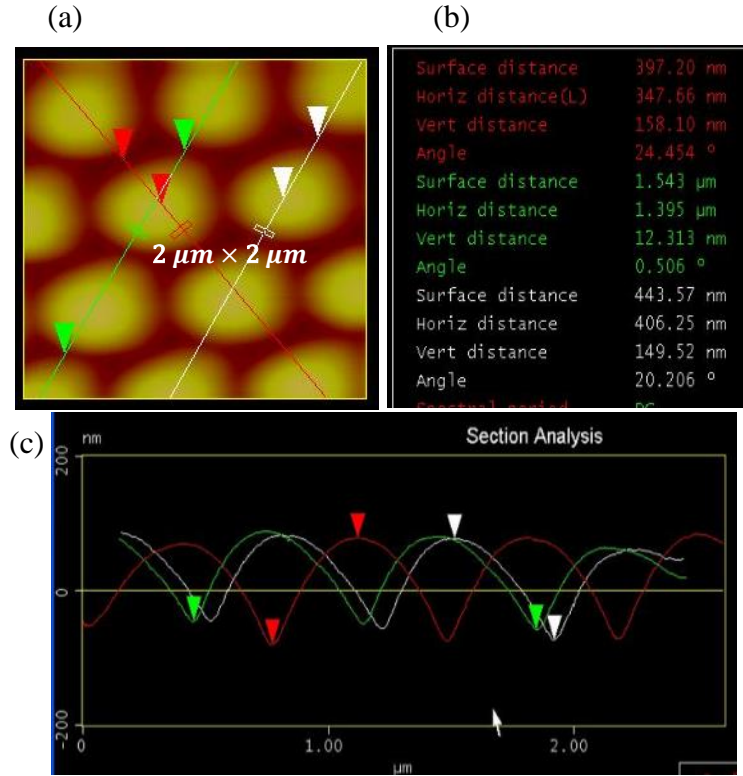 (a)
(b)
2 μm × 2 μm
Surface distance 397.20 nm
Horiz distance(L) 347.66 nm
Vert distance 158.10 nm
Angle 24.454 °
Surface distance 1.543 µm
Horiz distance 1.395 µm
Vert distance 12.313 nm
Angle 0.506 °
Surface distance 443.57 nm
Horiz distance 406.25 nm
Vert distance 149.52 nm
Angle 20.206 °
Spectral period DC
(c)
nm
Section Analysis
200
0
-200
0 1.00 2.00
µm